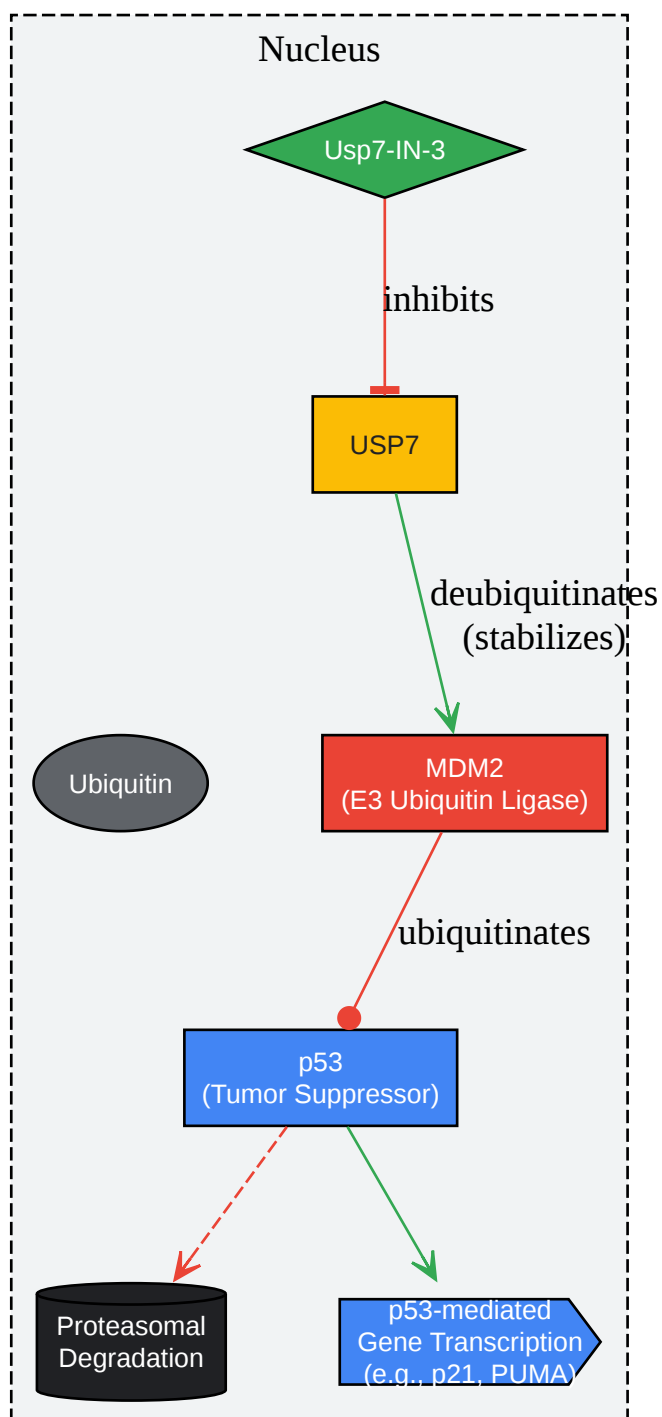 Nucleus
Usp7-IN-3
inhibits
USP7
deubiquitinates
(stabilizes)
Ubiquitin
MDM2
(E3 Ubiquitin Ligase)
ubiquitinates
p53
(Tumor Suppressor)
Proteasomal
Degradation
p53-mediated
Gene Transcription
(e.g., p21, PUMA)